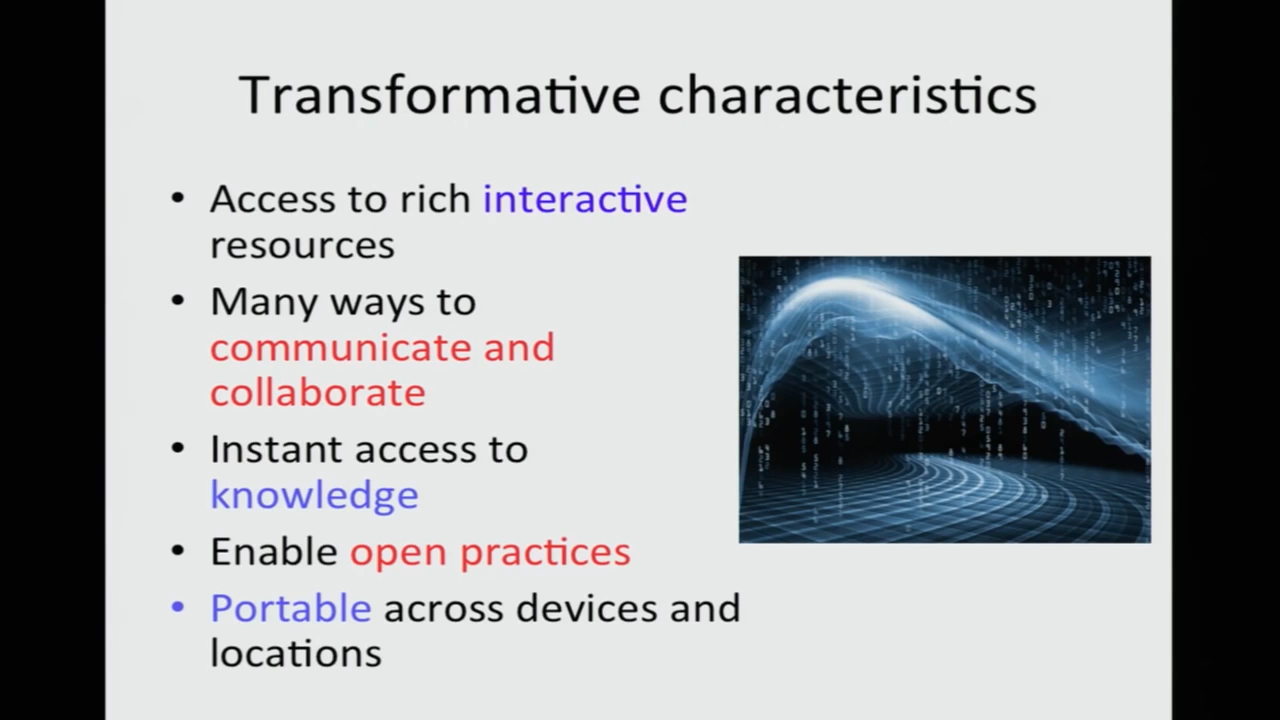 Transformative characteristics
• Access to rich interactive
resources
• Many ways to
communicate and
collaborate
• Instant access to
knowledge
• Enable open practices
• Portable across devices and
locations